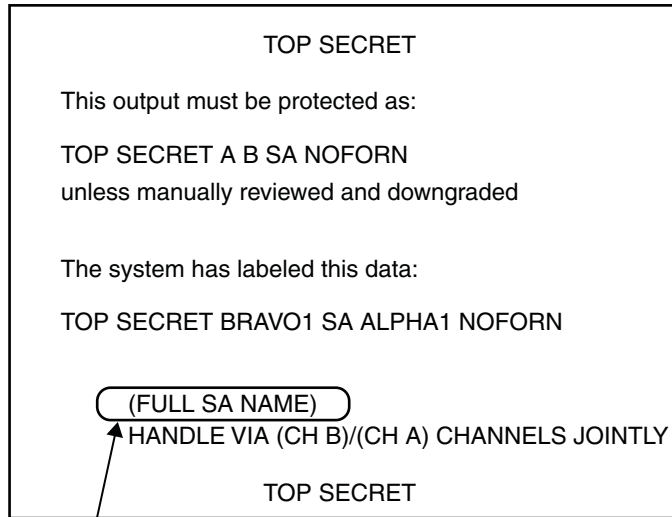 TOP SECRET
This output must be protected as:
TOP SECRET A B SA NOFORN
unless manually reviewed and downgraded
The system has labeled this data:
TOP SECRET BRAVO1 SA ALPHA1 NOFORN
(FULL SA NAME)
HANDLE VIA (CH B)/(CH A) CHANNELS JOINTLY
TOP SECRET